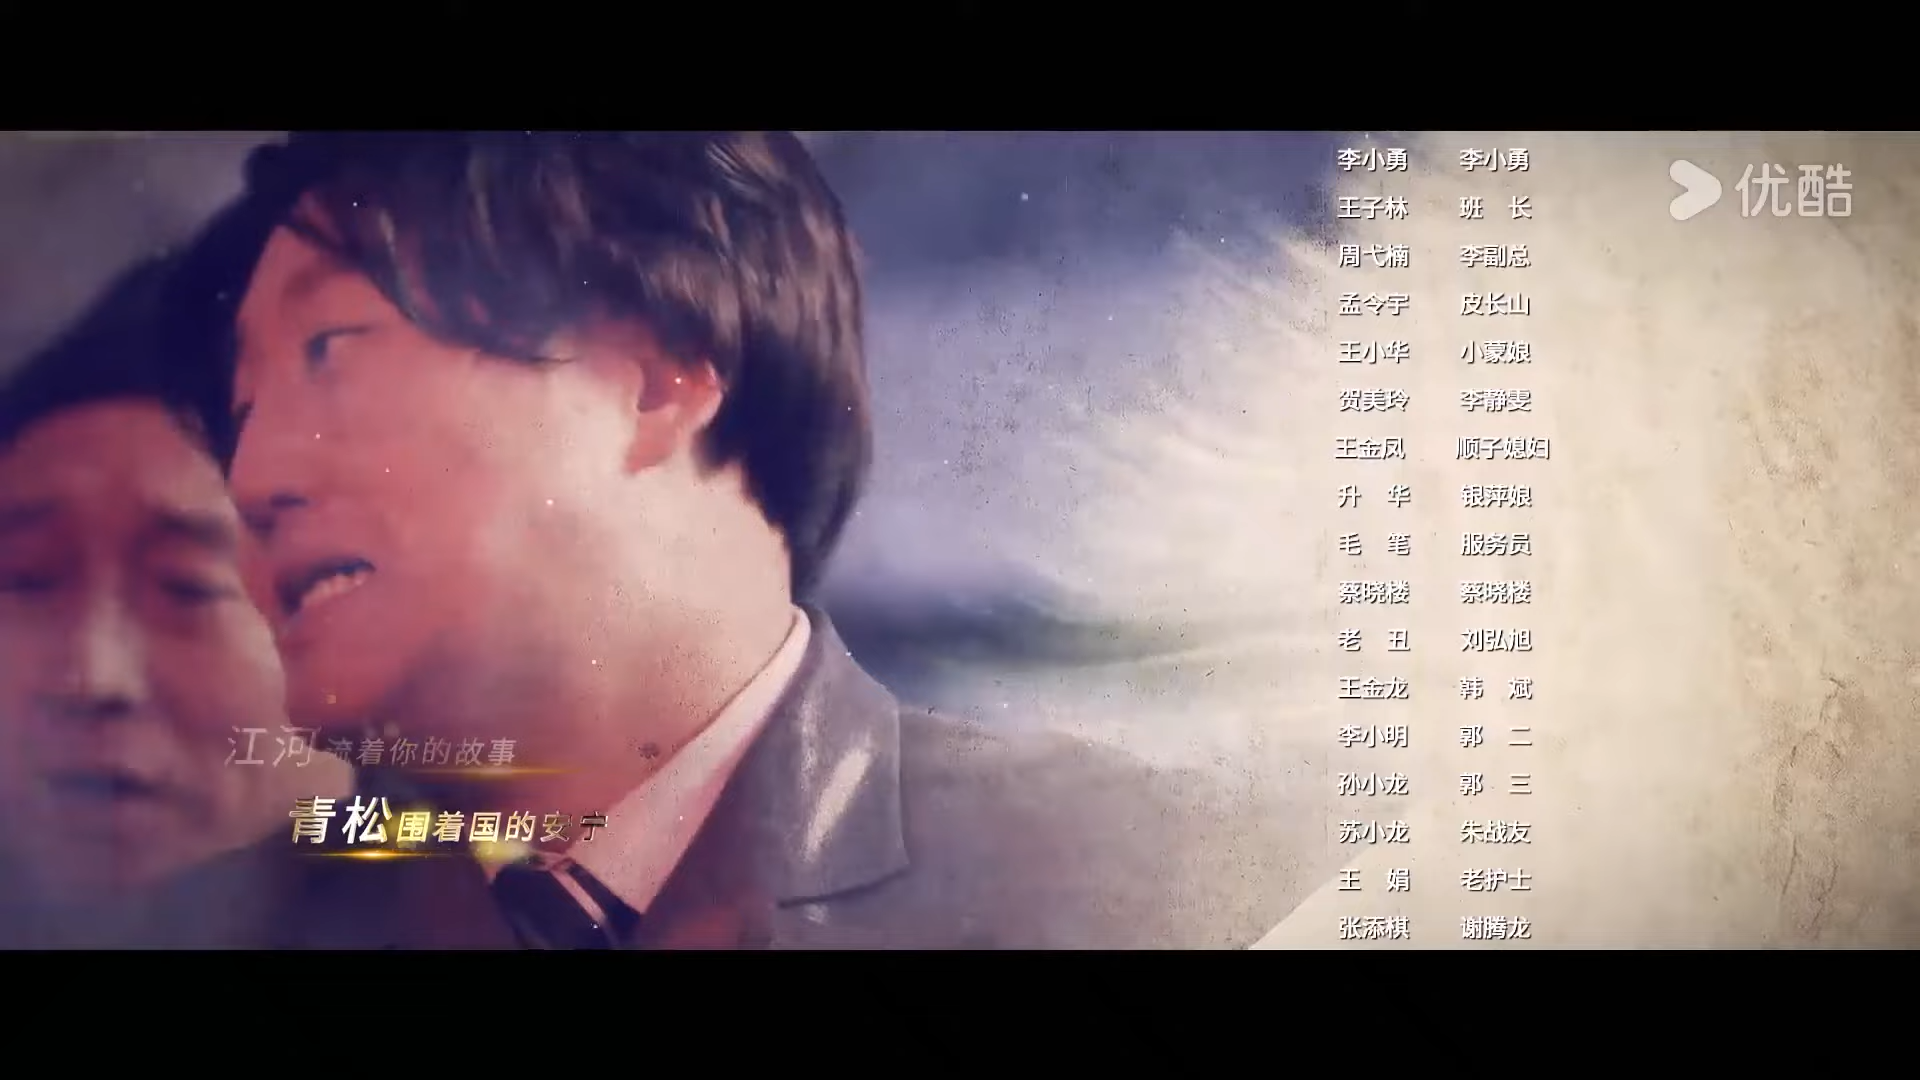 李小勇 李小勇
优酷
王子林 班 长
周弋楠 李副总
孟令宇 皮长山
王小华 小蒙娘
贺美玲 李静雯
王金凤 顺子媳妇
升 华 银萍娘
毛 笔 服务员
蔡晓楼 蔡晓楼
老 丑 刘弘旭
王金龙 韩 斌
李小明 郭 二
孙小龙 郭 三
苏小龙 朱战友
王 娟 老护士
张添棋 谢腾龙
江河流着你的故事
青松围着国的安宁